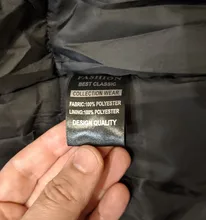 FASHION
BEST CLASSIC
COLLECTION WEAR
FABRIC:100% POLYESTER
LINING:100% POLYESTER
DESIGN QUALITY